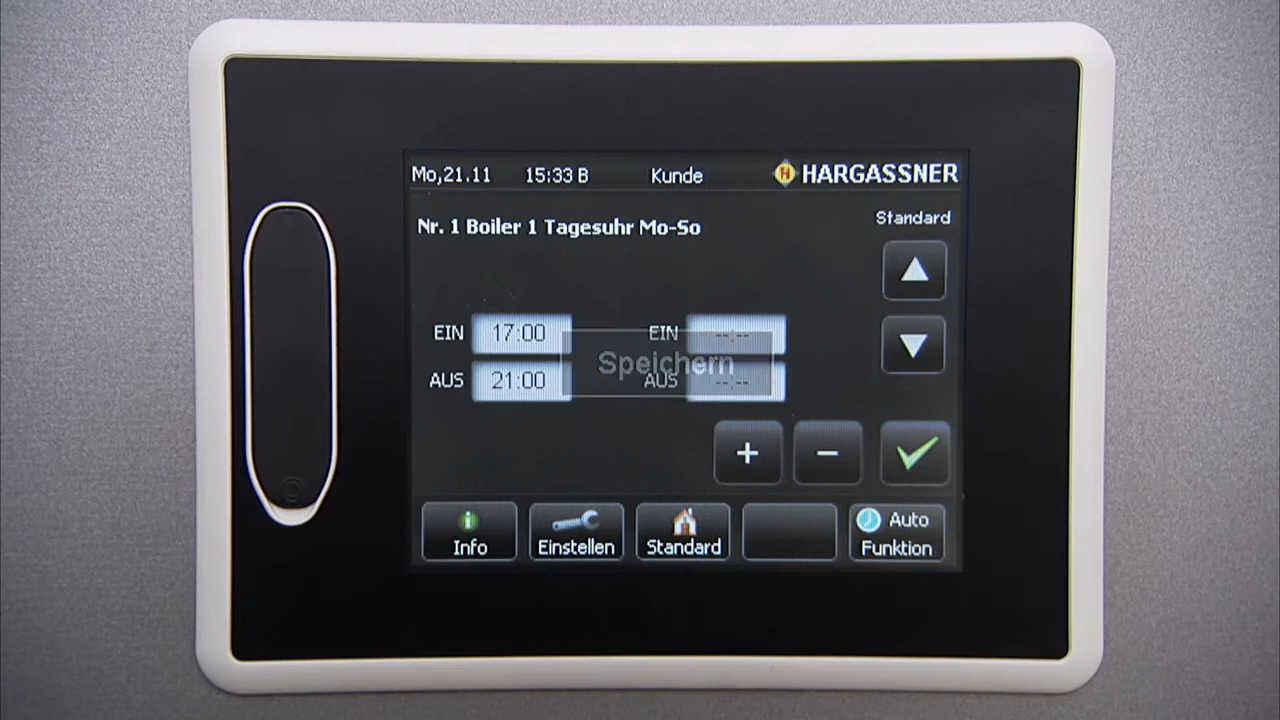 Mo,21.11 15:33 B Kunde HARGASSNER
Nr. 1 Boiler 1 Tagesuhr Mo-So
Standard
EIN 17:00 EIN --:--
Speichern
AUS 21:00 AUS --:--
+ −
Info
Einstellen
Standard
Auto
Funktion